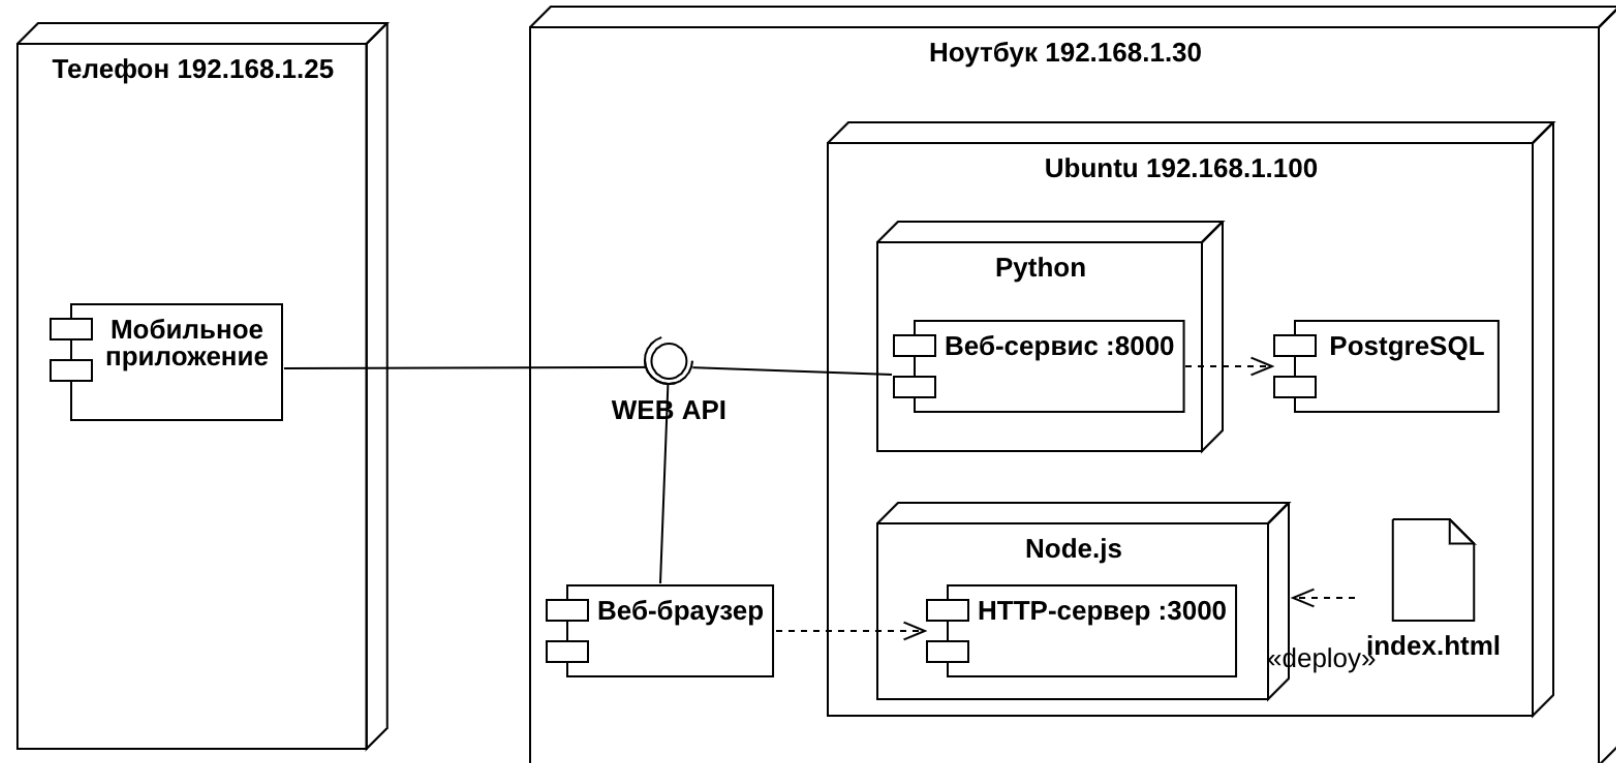 Телефон 192.168.1.25
Ноутбук 192.168.1.30
Ubuntu 192.168.1.100
Python
Мобильное
приложение
Веб-сервис :8000
PostgreSQL
WEB API
Node.js
Веб-браузер
HTTP-сервер :3000
«deploy»
index.html